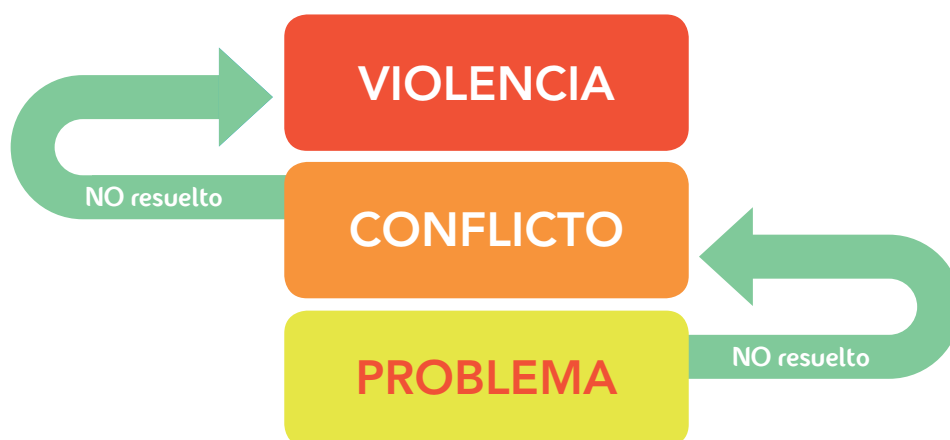 VIOLENCIA
NO resuelto
CONFLICTO
NO resuelto
PROBLEMA